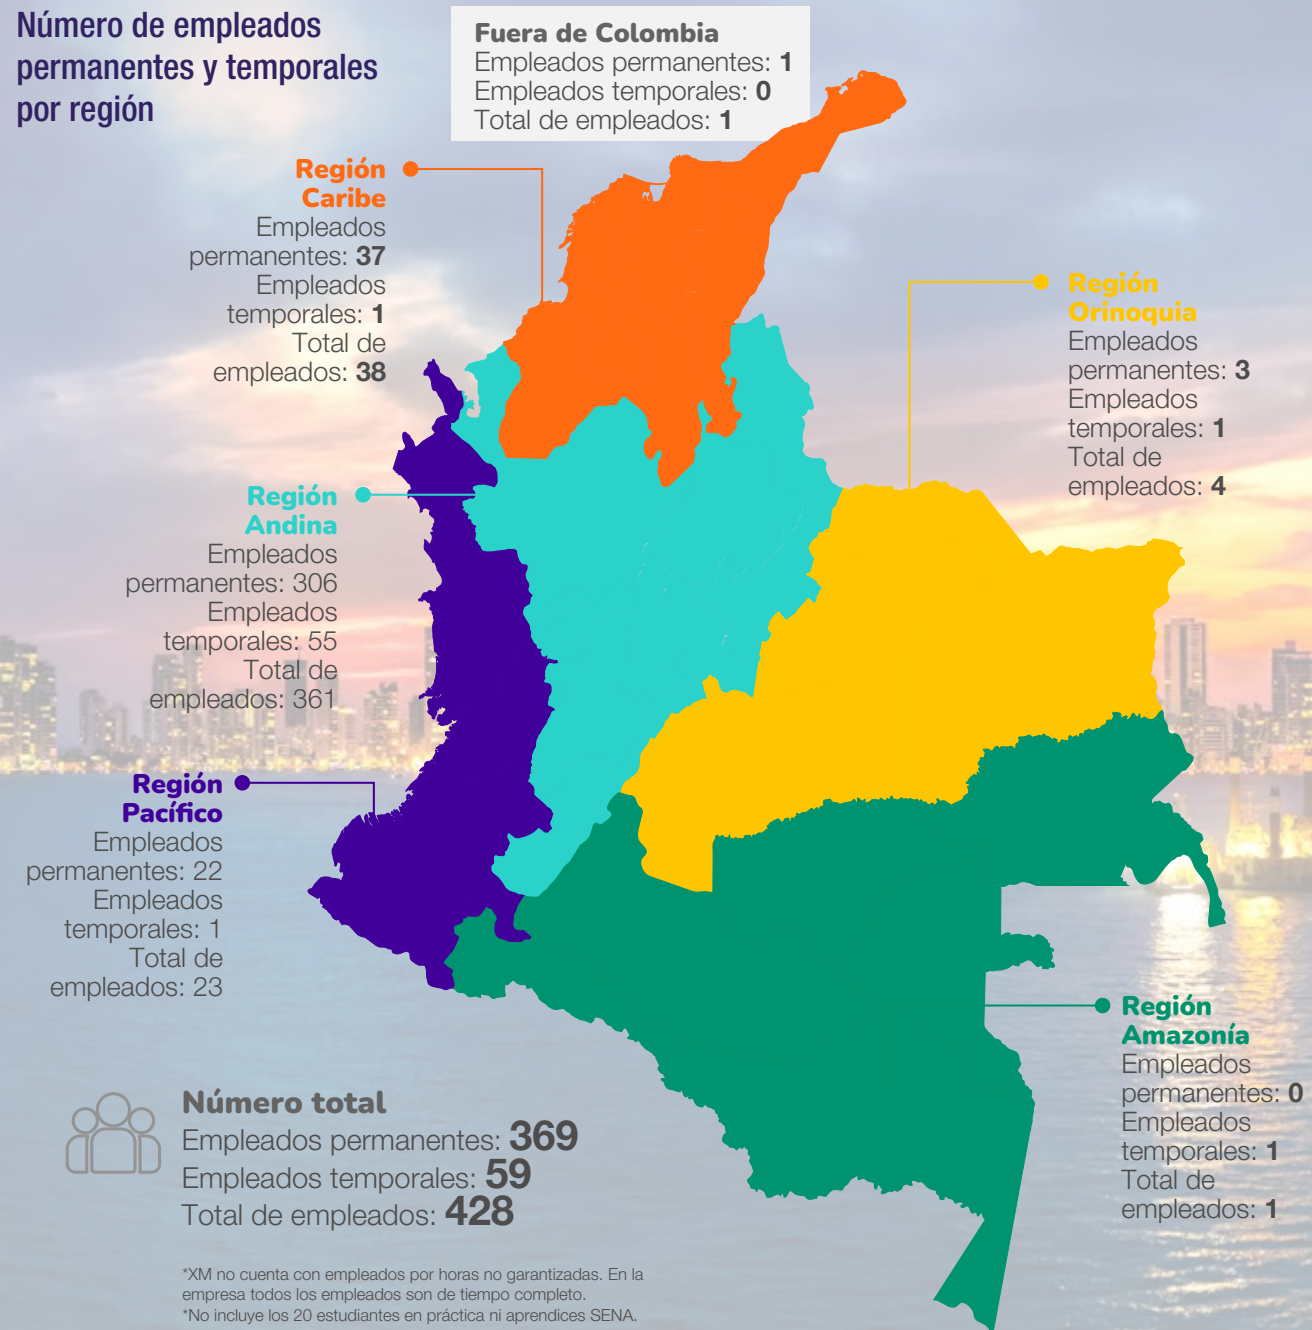 Número de empleados
permanentes y temporales
por región
Fuera de Colombia
Empleados permanentes: 1
Empleados temporales: 0
Total de empleados: 1
Región
Caribe
Empleados
permanentes: 37
Empleados
temporales: 1
Total de
empleados: 38
Región
Orinoquia
Empleados
permanentes: 3
Empleados
temporales: 1
Total de
empleados: 4
Región
Andina
Empleados
permanentes: 306
Empleados
temporales: 55
Total de
empleados: 361
Región
Pacífico
Empleados
permanentes: 22
Empleados
temporales: 1
Total de
empleados: 23
Región
Amazonía
Empleados
permanentes: 0
Empleados
temporales: 1
Total de
empleados: 1
Número total
Empleados permanentes: 369
Empleados temporales: 59
Total de empleados: 428
*XM no cuenta con empleados por horas no garantizadas. En la
empresa todos los empleados son de tiempo completo.
*No incluye los 20 estudiantes en práctica ni aprendices SENA.